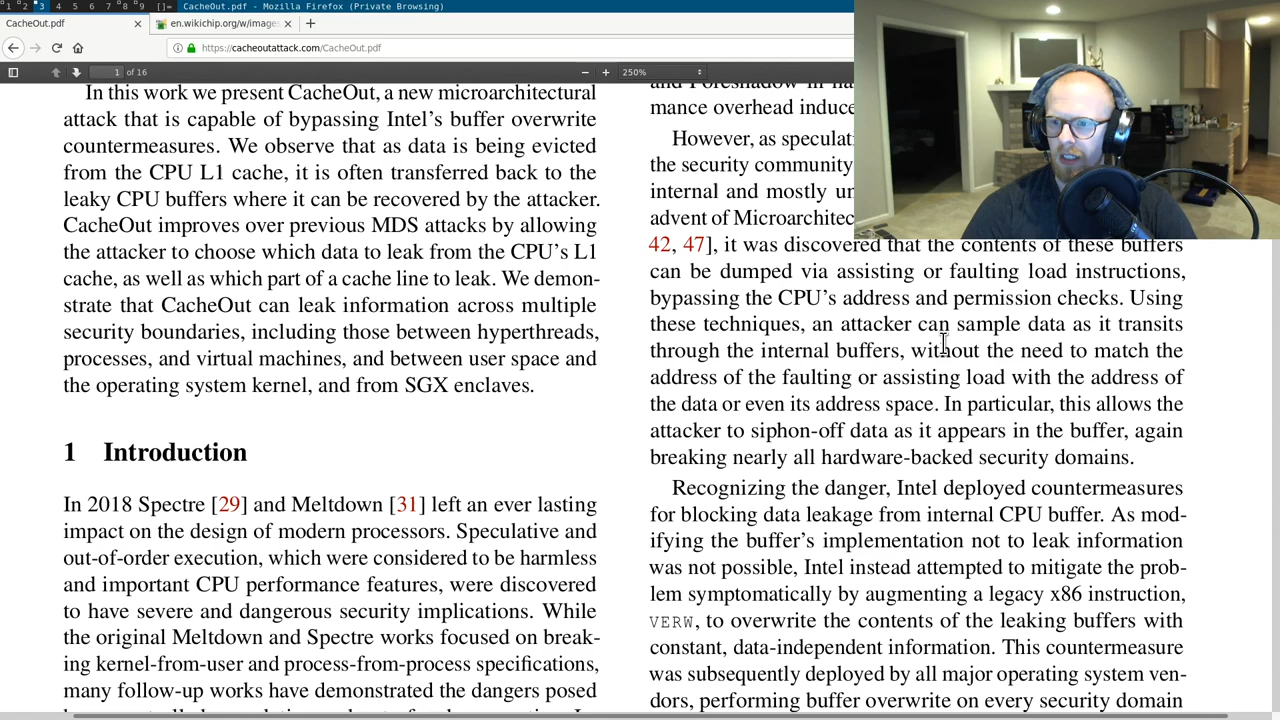 1 2 3 4 5 6 7 8 9 []= CacheOut.pdf - Mozilla Firefox (Private Browsing)
CacheOut.pdf × en.wikichip.org/w/image × +
https://cacheoutattack.com/CacheOut.pdf
1 of 16 − + 250%
In this work we present CacheOut, a new microarchitectural
attack that is capable of bypassing Intel's buffer overwrite
countermeasures. We observe that as data is being evicted
from the CPU L1 cache, it is often transferred back to the
leaky CPU buffers where it can be recovered by the attacker.
CacheOut improves over previous MDS attacks by allowing
the attacker to choose which data to leak from the CPU's L1
cache, as well as which part of a cache line to leak. We demon-
strate that CacheOut can leak information across multiple
security boundaries, including those between hyperthreads,
processes, and virtual machines, and between user space and
the operating system kernel, and from SGX enclaves.
1 Introduction
In 2018 Spectre [29] and Meltdown [31] left an ever lasting
impact on the design of modern processors. Speculative and
out-of-order execution, which were considered to be harmless
and important CPU performance features, were discovered
to have severe and dangerous security implications. While
the original Meltdown and Spectre works focused on break-
ing kernel-from-user and process-from-process specifications,
many follow-up works have demonstrated the dangers posed
mance overhead induce
However, as speculat
the security community
internal and mostly un
advent of Microarchitec
42, 47], it was discovered that the contents of these buffers
can be dumped via assisting or faulting load instructions,
bypassing the CPU's address and permission checks. Using
these techniques, an attacker can sample data as it transits
through the internal buffers, without the need to match the
address of the faulting or assisting load with the address of
the data or even its address space. In particular, this allows the
attacker to siphon-off data as it appears in the buffer, again
breaking nearly all hardware-backed security domains.
Recognizing the danger, Intel deployed countermeasures
for blocking data leakage from internal CPU buffer. As mod-
ifying the buffer's implementation not to leak information
was not possible, Intel instead attempted to mitigate the prob-
lem symptomatically by augmenting a legacy x86 instruction,
VERW, to overwrite the contents of the leaking buffers with
constant, data-independent information. This countermeasure
was subsequently deployed by all major operating system ven-
dors, performing buffer overwrite on every security domain